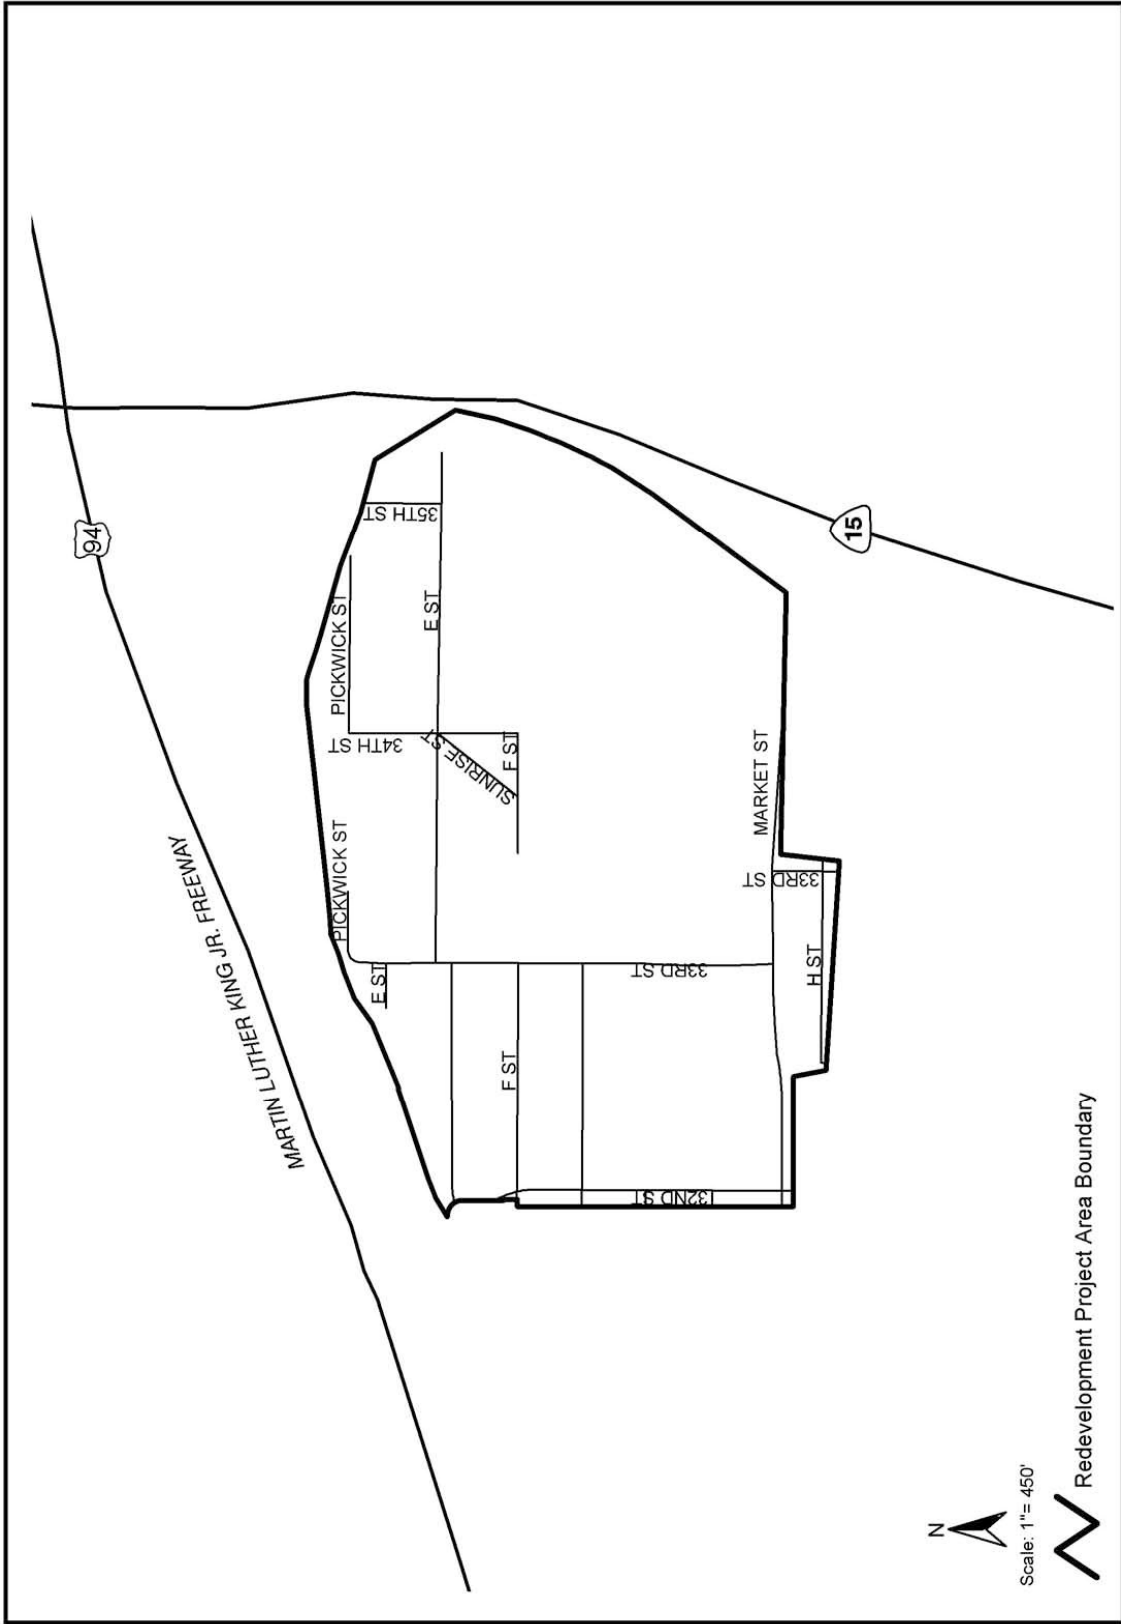 94
MARTIN LUTHER KING JR. FREEWAY
PICKWICK ST
PICKWICK ST
35TH ST
34TH ST
E ST
E ST
SUNRISE ST
F ST
F ST
33RD ST
32ND ST
MARKET ST
33RD ST
H ST
15
N
Scale: 1"= 450'
Redevelopment Project Area Boundary